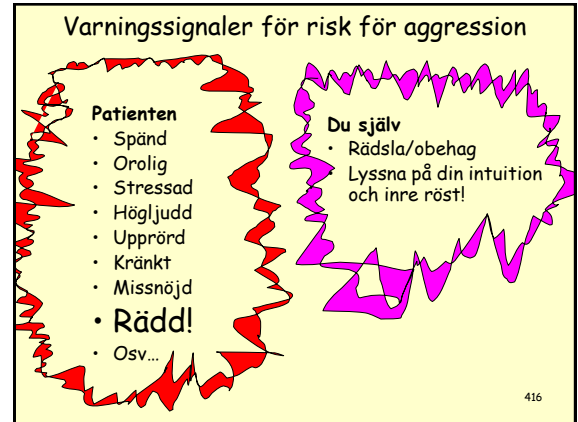 Varningssignaler för risk för aggression
Patienten
• Spänd
• Orolig
• Stressad
• Högljudd
• Upprörd
• Kränkt
• Missnöjd
• Rädd!
• Osv...
Du själv
• Rädsla/obehag
• Lyssna på din intuition
och inre röst!
416